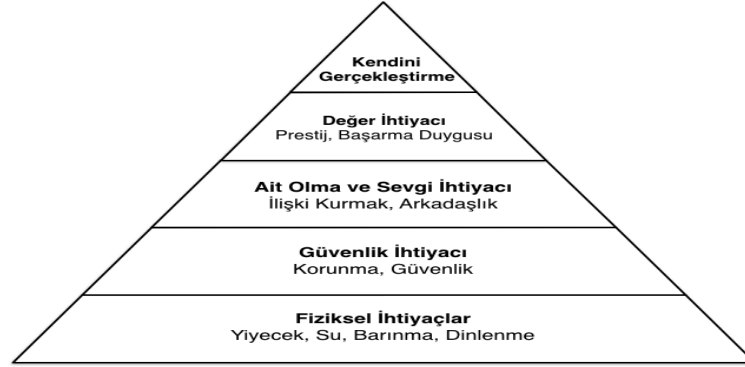 Kendini
Gerçekleştirme
Değer İhtiyacı
Prestij, Başarma Duygusu
Ait Olma ve Sevgi İhtiyacı
İlişki Kurmak, Arkadaşlık
Güvenlik İhtiyacı
Korunma, Güvenlik
Fiziksel İhtiyaçlar
Yiyecek, Su, Barınma, Dinlenme